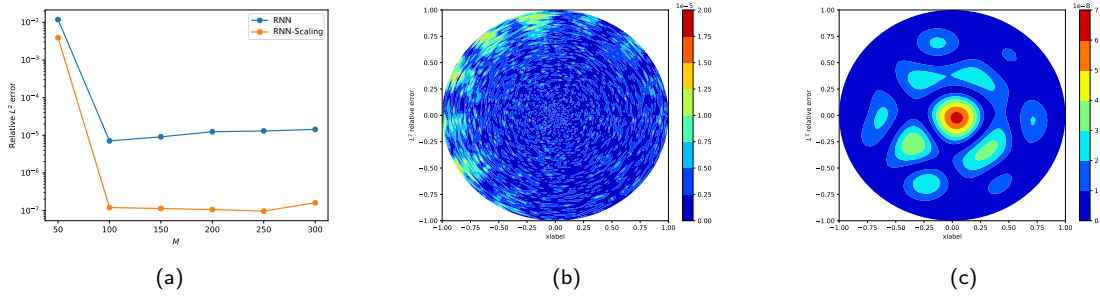 10^{-2}
10^{-3}
10^{-4}
10^{-5}
10^{-6}
10^{-7}
Relative L^2 error
RNN
RNN-Scaling
50 100 150 200 250 300
M
(a)
1.00
0.75
0.50
0.25
0.00
−0.25
−0.50
−0.75
−1.00
L^2 relative error
−1.00 −0.75 −0.50 −0.25 0.00 0.25 0.50 0.75 1.00
xlabel
1e−5
2.00
1.75
1.50
1.25
1.00
0.75
0.50
0.25
0.00
(b)
1.00
0.75
0.50
0.25
0.00
−0.25
−0.50
−0.75
−1.00
L^2 relative error
−1.00 −0.75 −0.50 −0.25 0.00 0.25 0.50 0.75 1.00
xlabel
1e−8
7
6
5
4
3
2
1
0
(c)